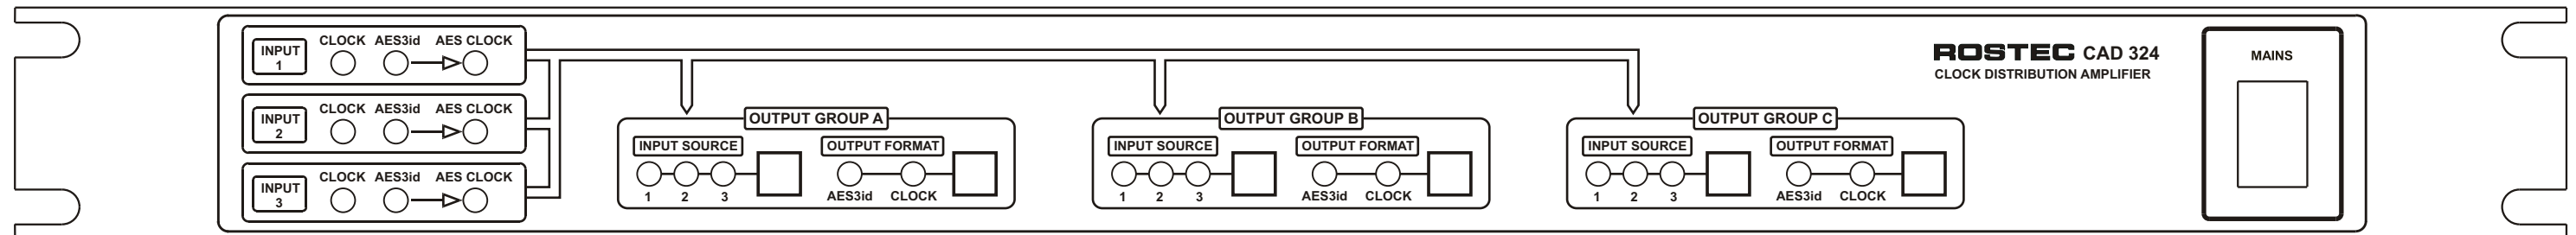 CLOCK AES3id AES CLOCK
INPUT
1
CLOCK AES3id AES CLOCK
INPUT
2
CLOCK AES3id AES CLOCK
INPUT
3
OUTPUT GROUP A
INPUT SOURCE OUTPUT FORMAT
1 2 3 AES3id CLOCK
OUTPUT GROUP B
INPUT SOURCE OUTPUT FORMAT
1 2 3 AES3id CLOCK
OUTPUT GROUP C
INPUT SOURCE OUTPUT FORMAT
1 2 3 AES3id CLOCK
ROSTEC CAD 324
CLOCK DISTRIBUTION AMPLIFIER
MAINS